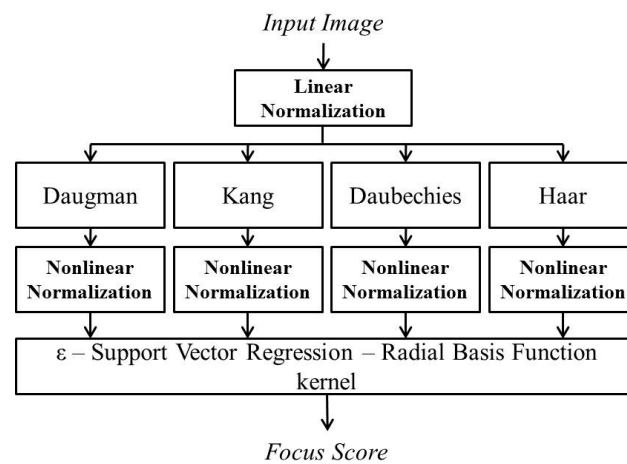 Input Image
Linear
Normalization
Daugman
Kang
Daubechies
Haar
Nonlinear
Normalization
Nonlinear
Normalization
Nonlinear
Normalization
Nonlinear
Normalization
ε – Support Vector Regression – Radial Basis Function
kernel
Focus Score